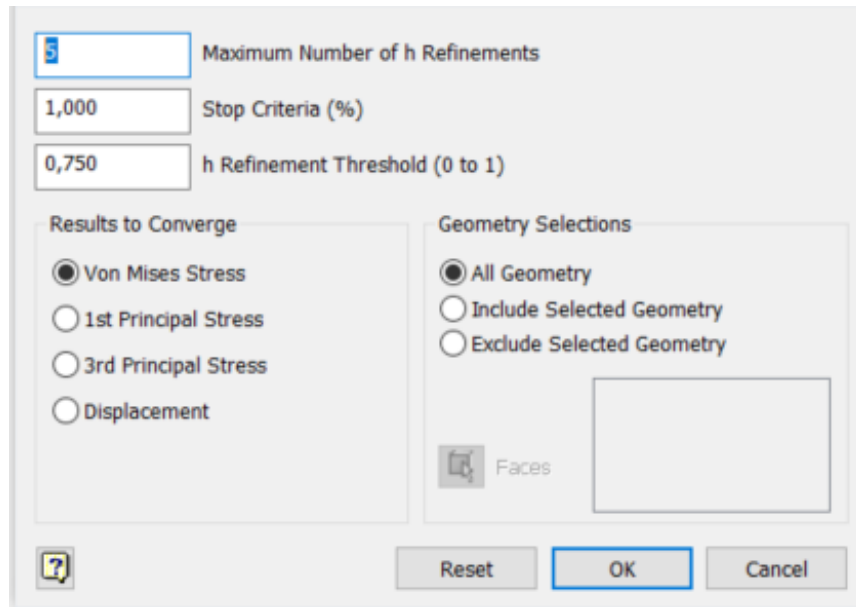 5 Maximum Number of h Refinements
1,000 Stop Criteria (%)
0,750 h Refinement Threshold (0 to 1)
Results to Converge
Von Mises Stress
1st Principal Stress
3rd Principal Stress
Displacement
Geometry Selections
All Geometry
Include Selected Geometry
Exclude Selected Geometry
Faces
Reset OK Cancel